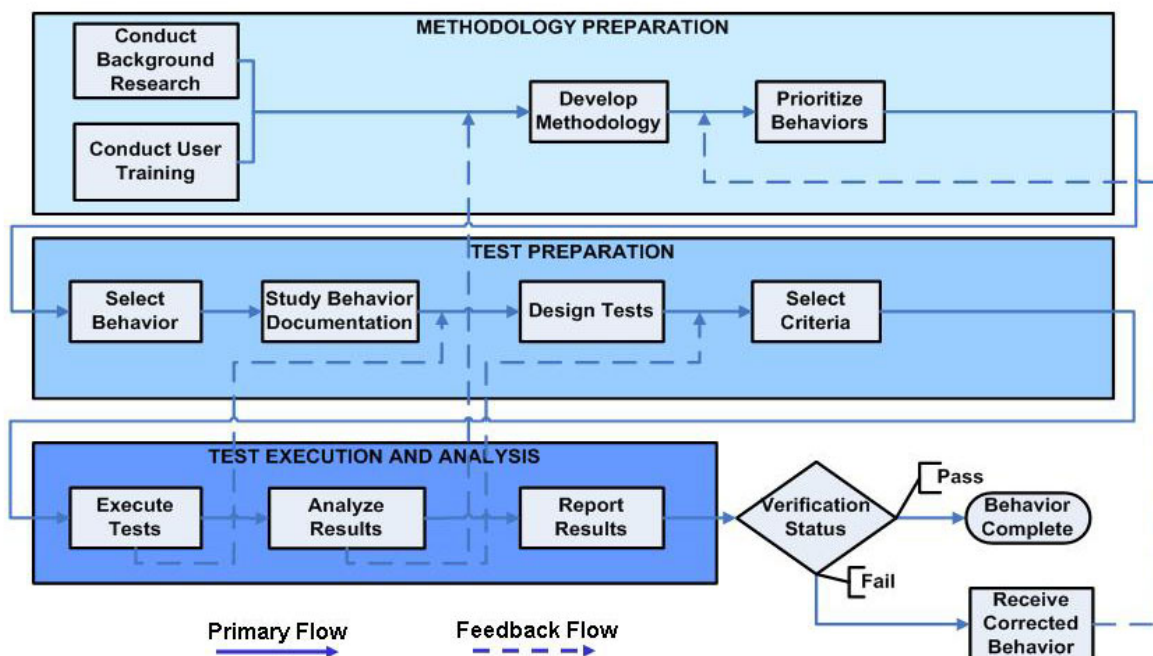 METHODOLOGY PREPARATION
Conduct
Background
Research
Conduct User
Training
Develop
Methodology
Prioritize
Behaviors
TEST PREPARATION
Select
Behavior
Study Behavior
Documentation
Design Tests
Select
Criteria
TEST EXECUTION AND ANALYSIS
Execute
Tests
Analyze
Results
Report
Results
Verification
Status
Pass
Behavior
Complete
Fail
Receive
Corrected
Behavior
Primary Flow
Feedback Flow